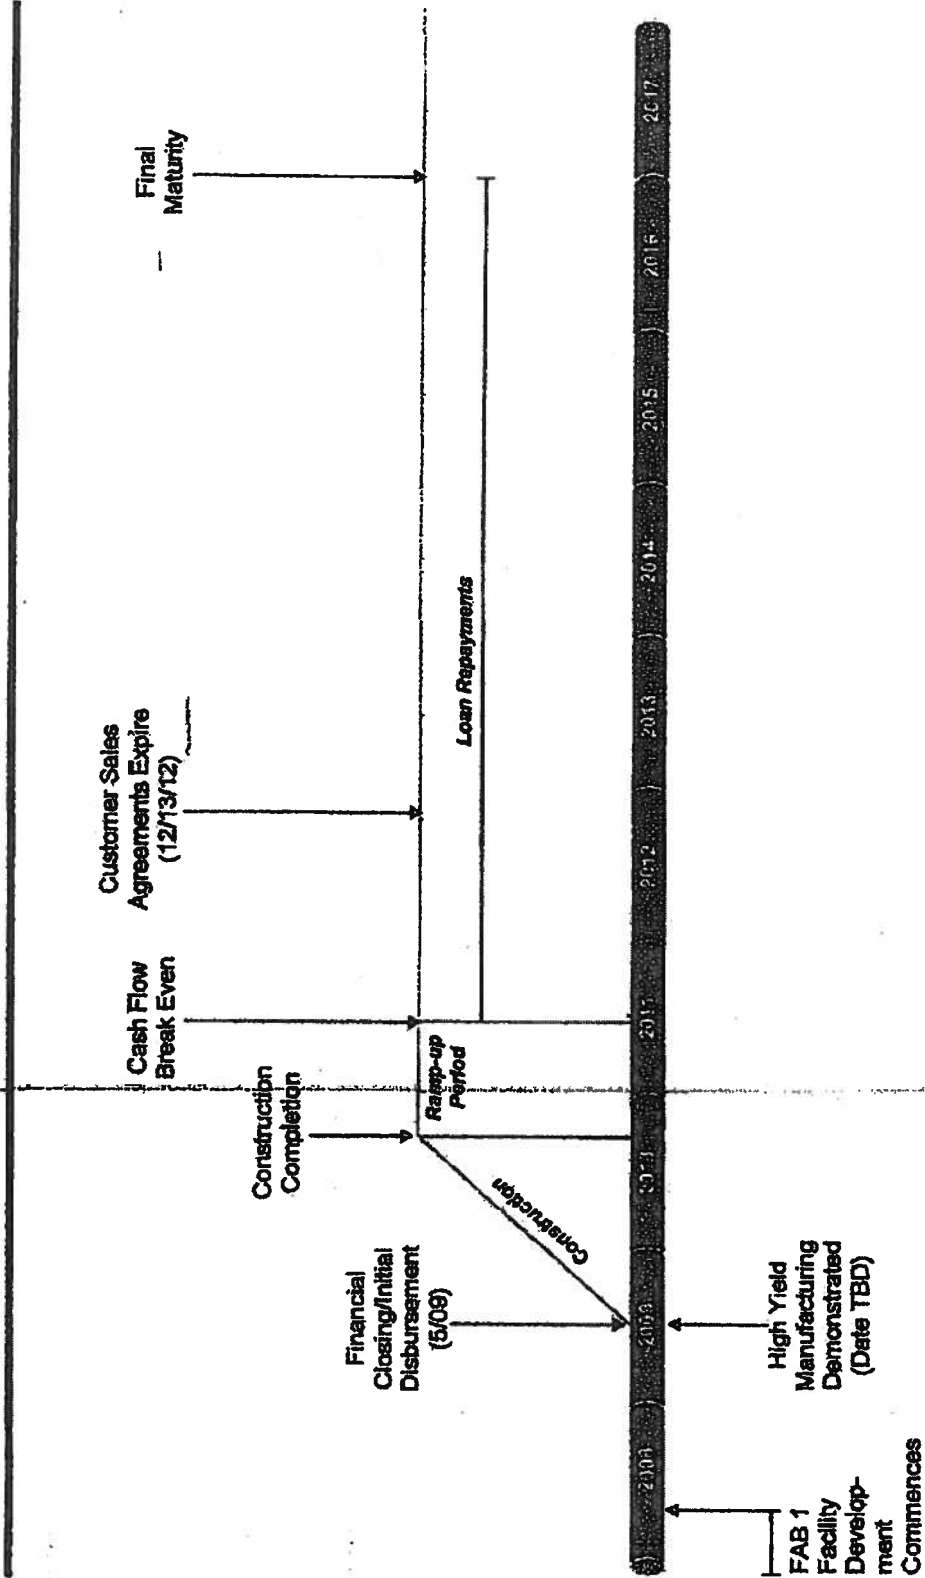 Final
Maturity
Customer Sales
Agreements Expire
(12/13/12)
Cash Flow
Break Even
Construction
Completion
Financial
Closing/Initial
Disbursement
(5/09)
Loan Repayments
Ramp-up
Period
Construction
2008
2009
2010
2011
2012
2013
2014
2015
2016
2017
FAB 1
Facility
Develop-
ment
Commences
High Yield
Manufacturing
Demonstrated
(Date TBD)